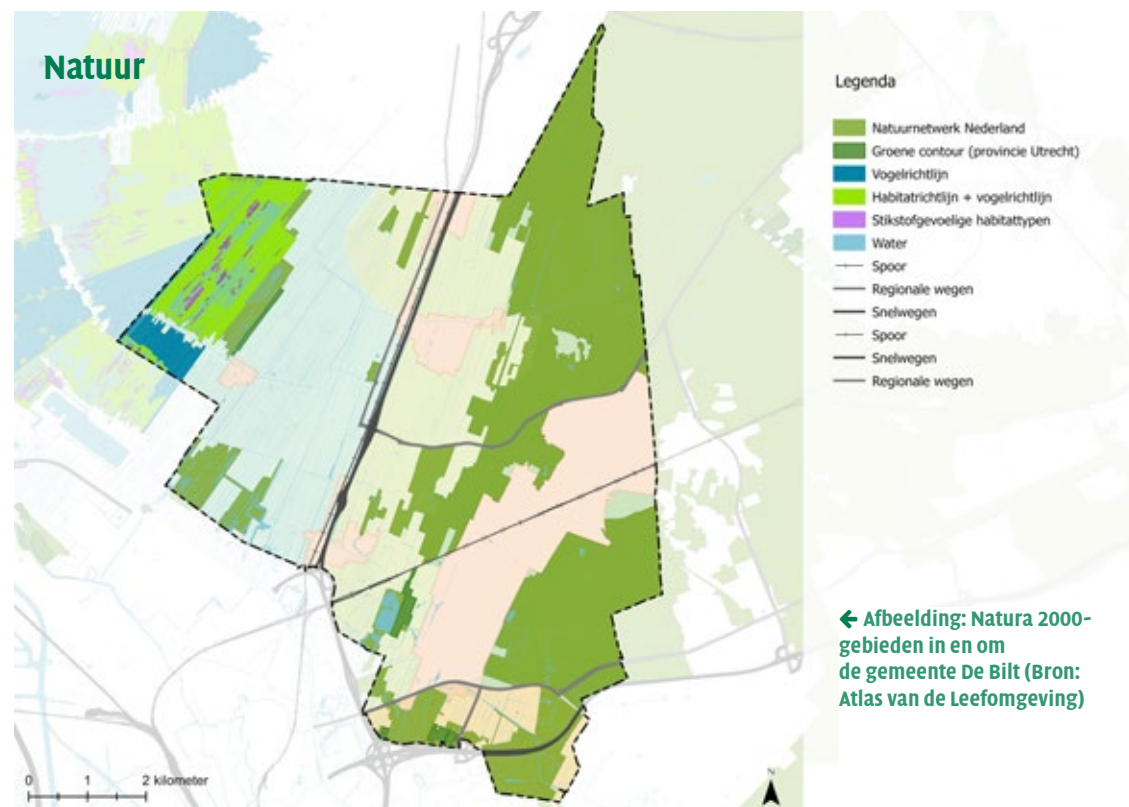 Natuur
Legenda
Natuurnetwerk Nederland
Groene contour (provincie Utrecht)
Vogelrichtlijn
Habitatrichtlijn + vogelrichtlijn
Stikstofgevoelige habitattypen
Water
Spoor
Regionale wegen
Snelwegen
Spoor
Snelwegen
Regionale wegen
← Afbeelding: Natura 2000-
gebieden in en om
de gemeente De Bilt (Bron:
Atlas van de Leefomgeving)
0 1 2 kilometer
N